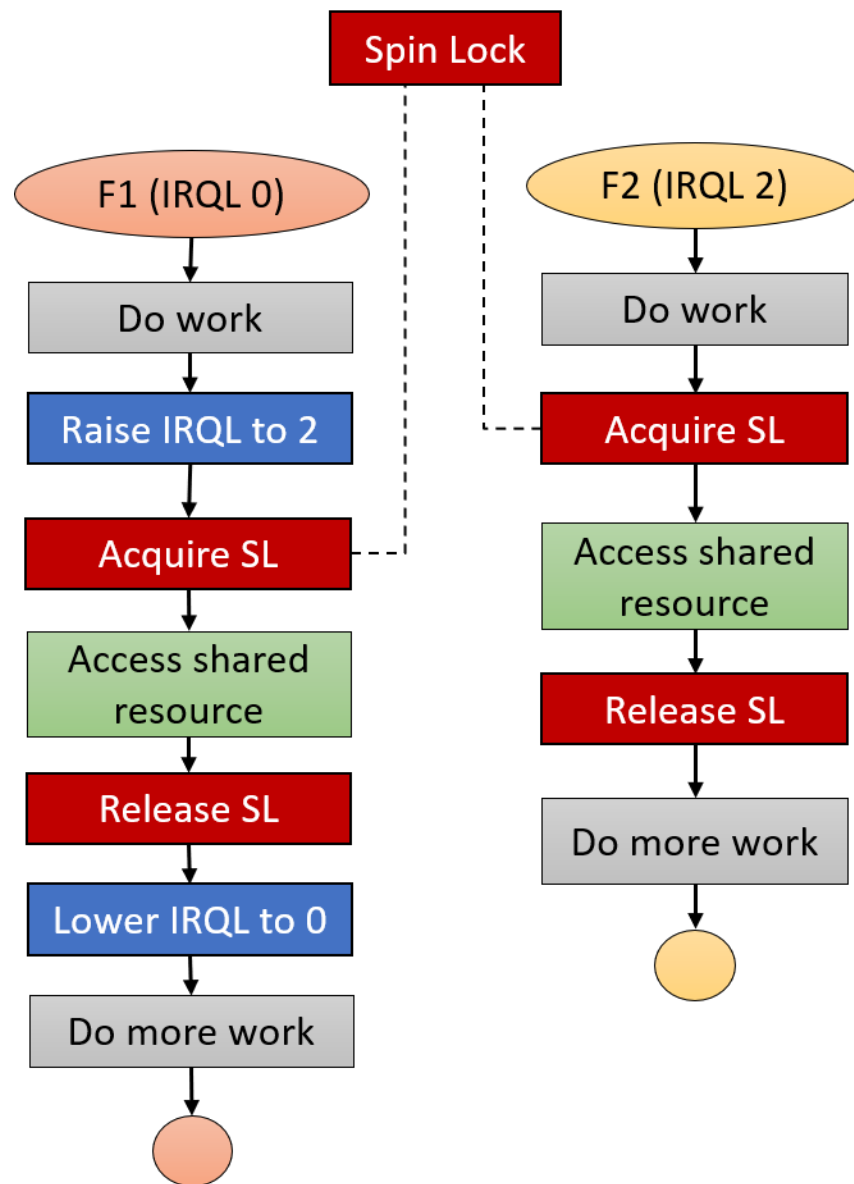 Spin Lock
F1 (IRQL 0)
Do work
Raise IRQL to 2
Acquire SL
Access shared
resource
Release SL
Lower IRQL to 0
Do more work
F2 (IRQL 2)
Do work
Acquire SL
Access shared
resource
Release SL
Do more work